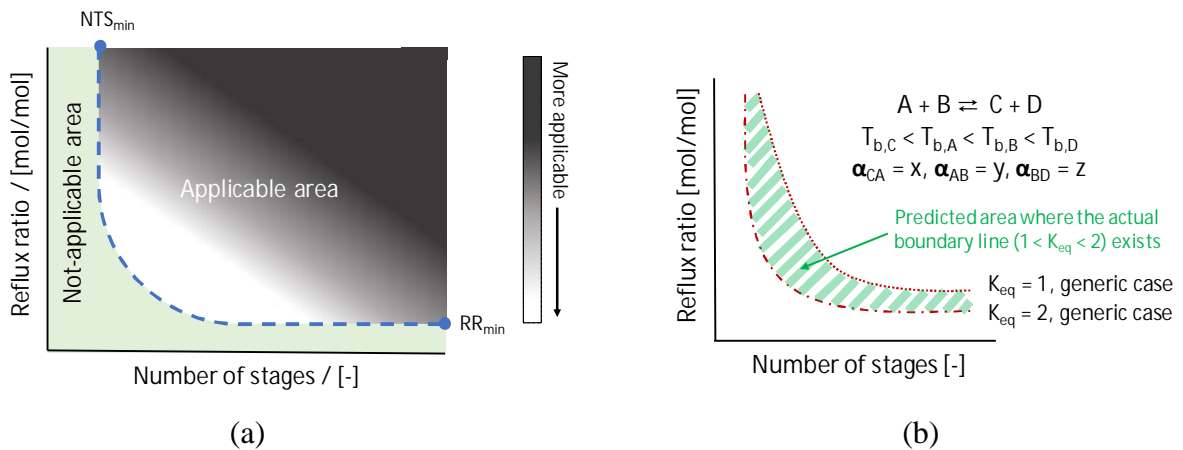 NTSmin
Reflux ratio / [mol/mol]
Not-applicable area
Applicable area
RRmin
Number of stages / [-]
More applicable
(a)
Reflux ratio [mol/mol]
A + B ⇄ C + D
Tb,C < Tb,A < Tb,B < Tb,D
αCA = x, αAB = y, αBD = z
Predicted area where the actual
boundary line (1 < Keq < 2) exists
Keq = 1, generic case
Keq = 2, generic case
Number of stages [-]
(b)